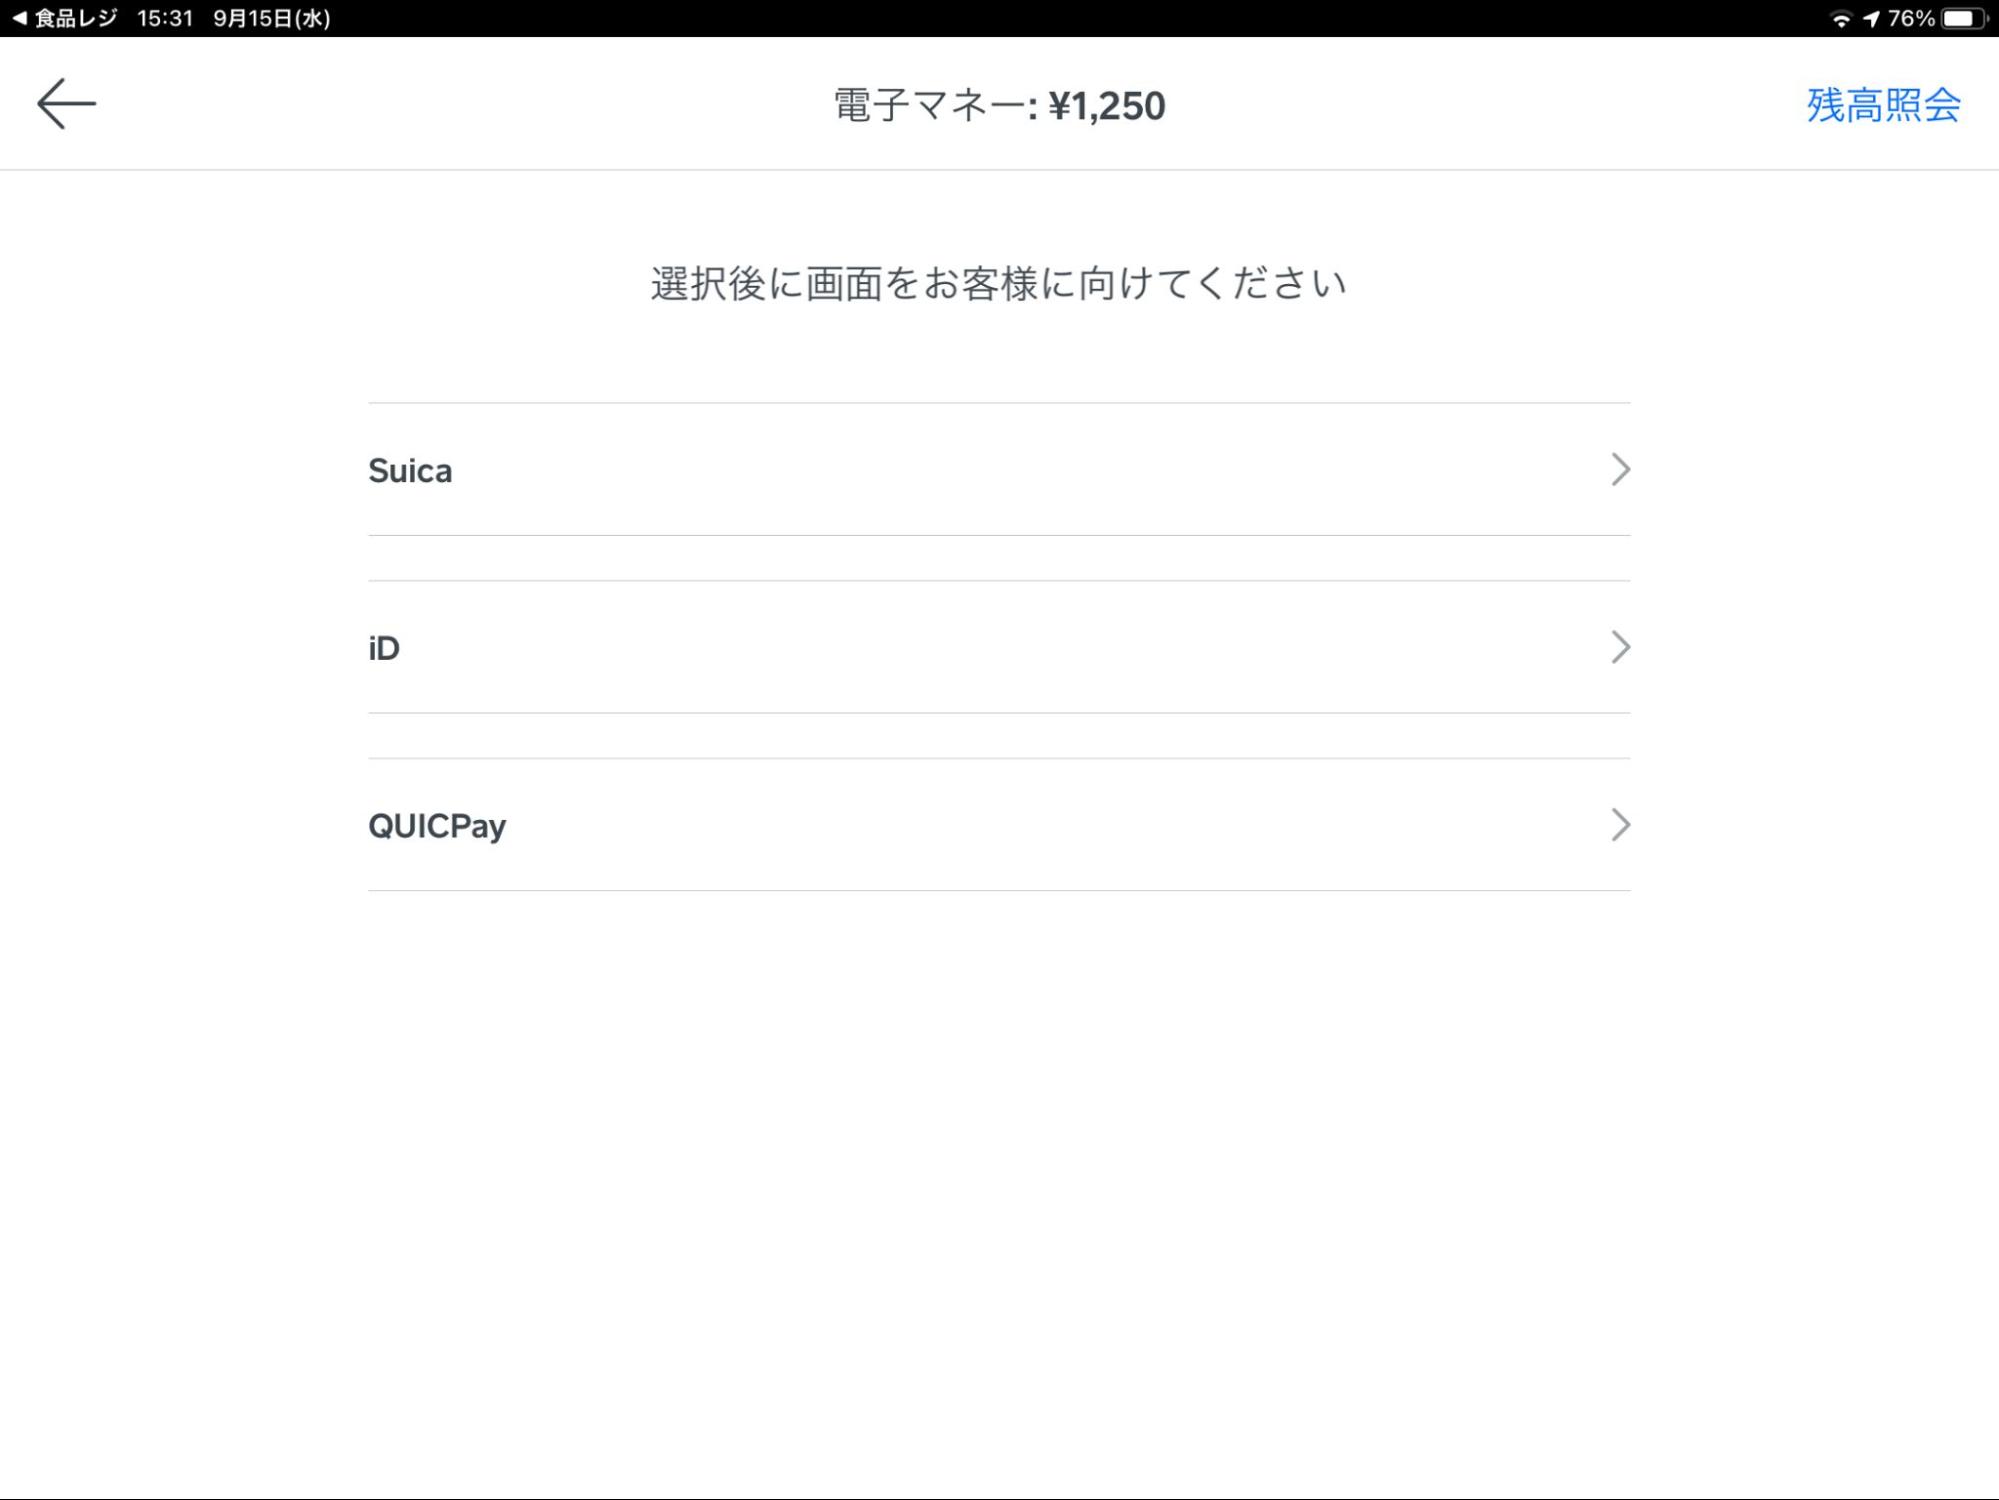 ◀ 食品レジ 15:31 9月15日(水) 76%
電子マネー: ¥1,250 残高照会
選択後に画面をお客様に向けてください
Suica
iD
QUICPay